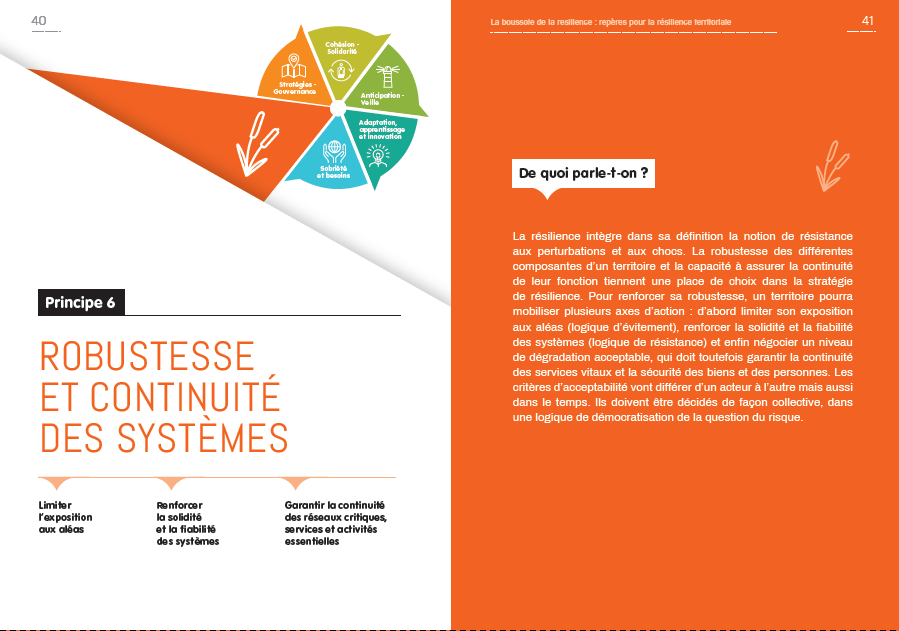 40
Cohésion -
Solidarité
Stratégies -
Gouvernance
Anticipation -
Veille
Adaptation,
apprentissage
et innovation
Sobriété
et besoins
Principe 6
ROBUSTESSE
ET CONTINUITÉ
DES SYSTÈMES
Limiter
l'exposition
aux aléas
Renforcer
la solidité
et la fiabilité
des systèmes
Garantir la continuité
des réseaux critiques,
services et activités
essentielles
La boussole de la resilience : repères pour la résilience territoriale
41
De quoi parle-t-on ?
La résilience intègre dans sa définition la notion de résistance
aux perturbations et aux chocs. La robustesse des différentes
composantes d'un territoire et la capacité à assurer la continuité
de leur fonction tiennent une place de choix dans la stratégie
de résilience. Pour renforcer sa robustesse, un territoire pourra
mobiliser plusieurs axes d'action : d'abord limiter son exposition
aux aléas (logique d'évitement), renforcer la solidité et la fiabilité
des systèmes (logique de résistance) et enfin négocier un niveau
de dégradation acceptable, qui doit toutefois garantir la continuité
des services vitaux et la sécurité des biens et des personnes. Les
critères d'acceptabilité vont différer d'un acteur à l'autre mais aussi
dans le temps. Ils doivent être décidés de façon collective, dans
une logique de démocratisation de la question du risque.